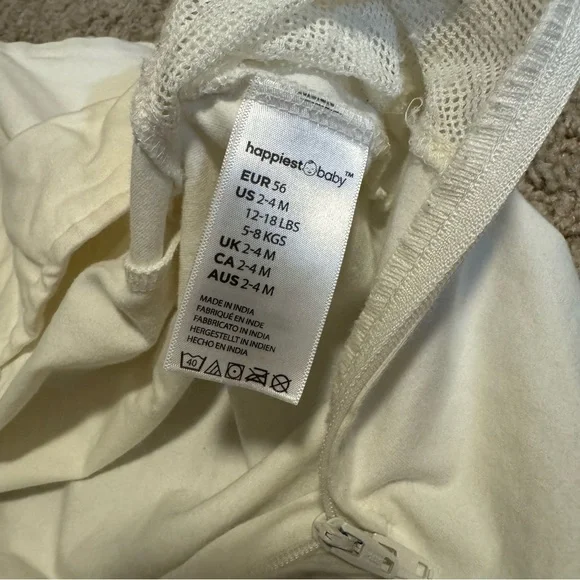 happiest baby™
EUR 56
US 2-4 M
12-18 LBS
5-8 KGS
UK 2-4 M
CA 2-4 M
AUS 2-4 M
MADE IN INDIA
FABRIQUÉ EN INDE
FABBRICATO IN INDIA
HERGESTELLT IN INDIEN
HECHO EN INDIA
40